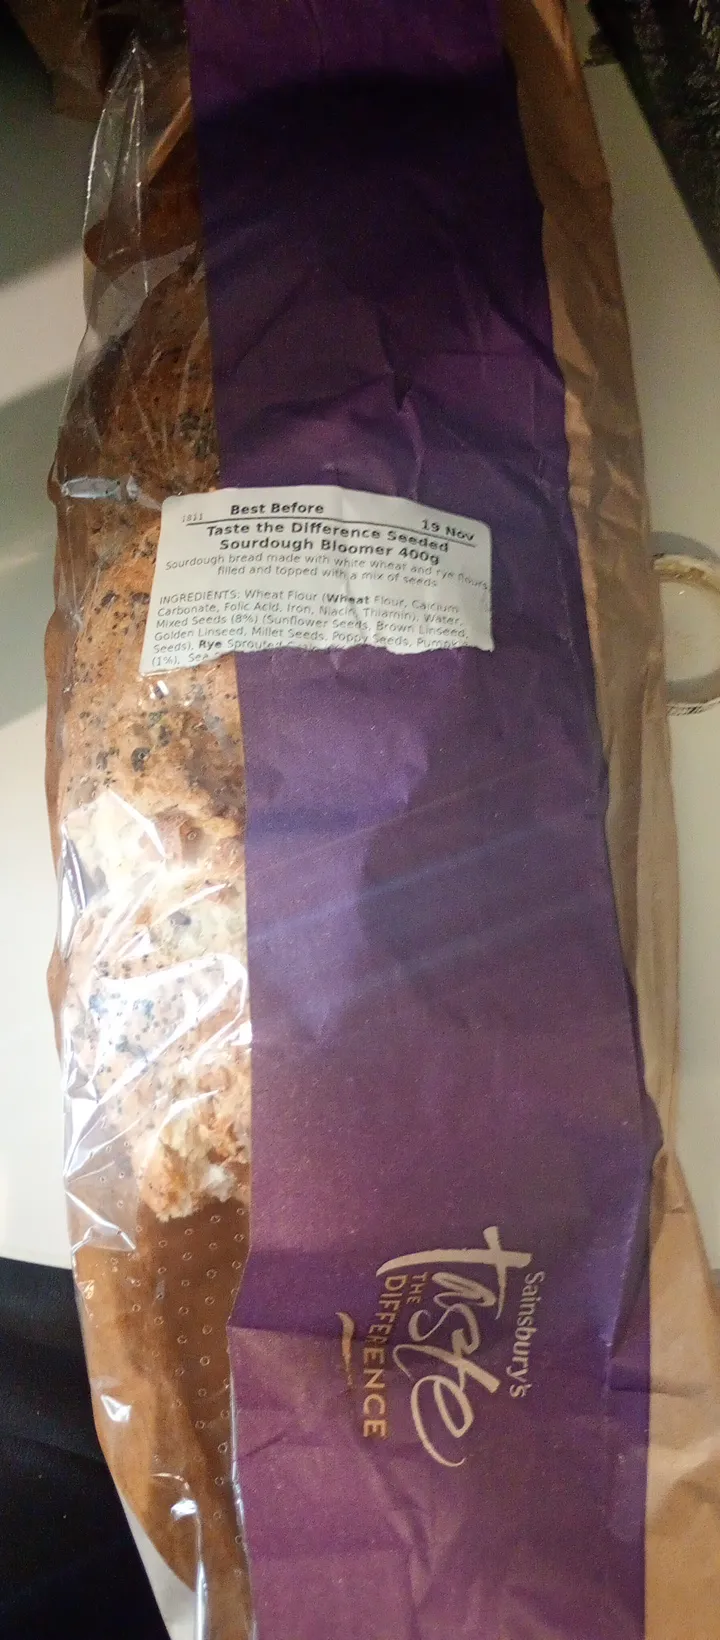 1811 Best Before 19 Nov
Taste the Difference Seeded
Sourdough Bloomer 400g
Sourdough bread made with white wheat and rye flours
filled and topped with a mix of seeds
INGREDIENTS: Wheat Flour (Wheat Flour, Calcium
Carbonate, Folic Acid, Iron, Niacin, Thiamin), Water,
Mixed Seeds (8%) (Sunflower Seeds, Brown Linseed,
Golden Linseed, Millet Seeds, Poppy Seeds,
Seeds), Rye Sprouted
(1%),
Sainsbury's
Taste
THE
DIFFERENCE